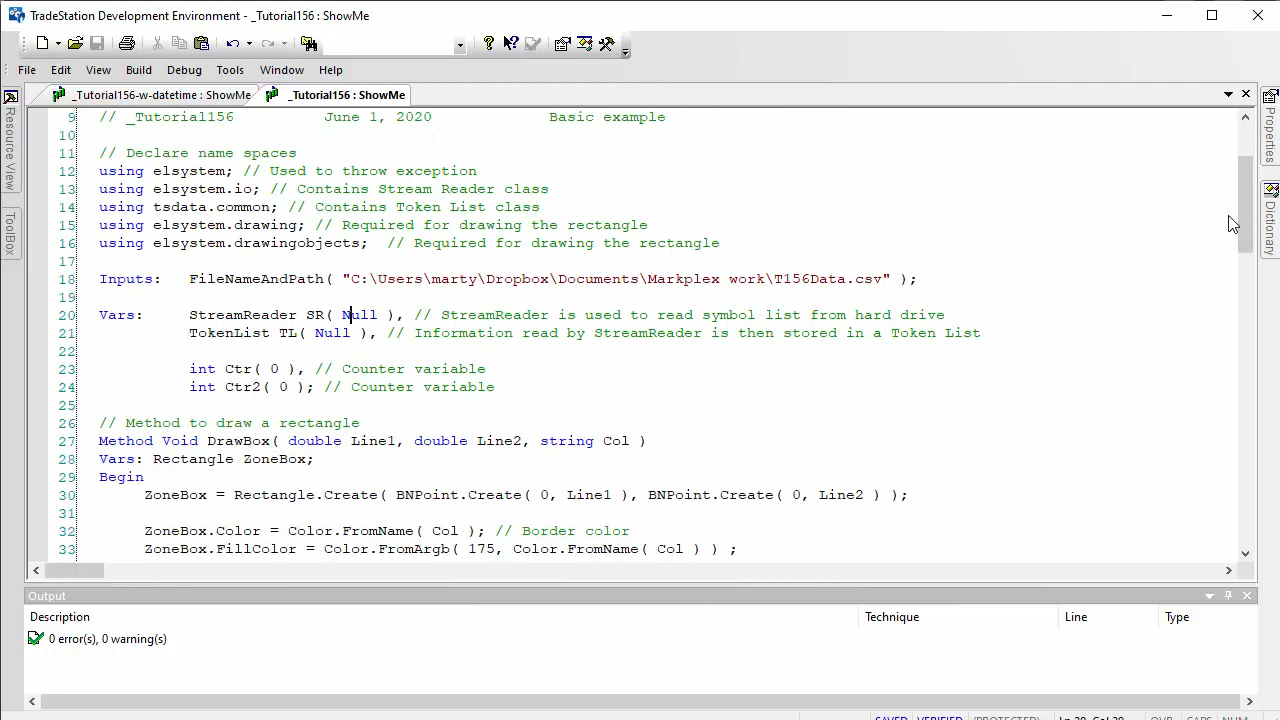 TradeStation Development Environment - _Tutorial156 : ShowMe
File Edit View Build Debug Tools Window Help
_Tutorial156-w-datetime : ShowMe _Tutorial156 : ShowMe
Resource View
ToolBox
Properties
Dictionary
9 // _Tutorial156 June 1, 2020 Basic example
10
11 // Declare name spaces
12 using elsystem; // Used to throw exception
13 using elsystem.io; // Contains Stream Reader class
14 using tsdata.common; // Contains Token List class
15 using elsystem.drawing; // Required for drawing the rectangle
16 using elsystem.drawingobjects; // Required for drawing the rectangle
17
18 Inputs: FileNameAndPath( "C:\Users\marty\Dropbox\Documents\Markplex work\T156Data.csv" );
19
20 Vars: StreamReader SR( Null ), // StreamReader is used to read symbol list from hard drive
21 TokenList TL( Null ), // Information read by StreamReader is then stored in a Token List
22
23 int Ctr( 0 ), // Counter variable
24 int Ctr2( 0 ); // Counter variable
25
26 // Method to draw a rectangle
27 Method Void DrawBox( double Line1, double Line2, string Col )
28 Vars: Rectangle ZoneBox;
29 Begin
30 ZoneBox = Rectangle.Create( BNPoint.Create( 0, Line1 ), BNPoint.Create( 0, Line2 ) );
31
32 ZoneBox.Color = Color.FromName( Col ); // Border color
33 ZoneBox.FillColor = Color.FromArgb( 175, Color.FromName( Col ) ) ;
Output
Description Technique Line Type
0 error(s), 0 warning(s)
SAVED VERIFIED (PROTECTED) OVR CAPS NUM